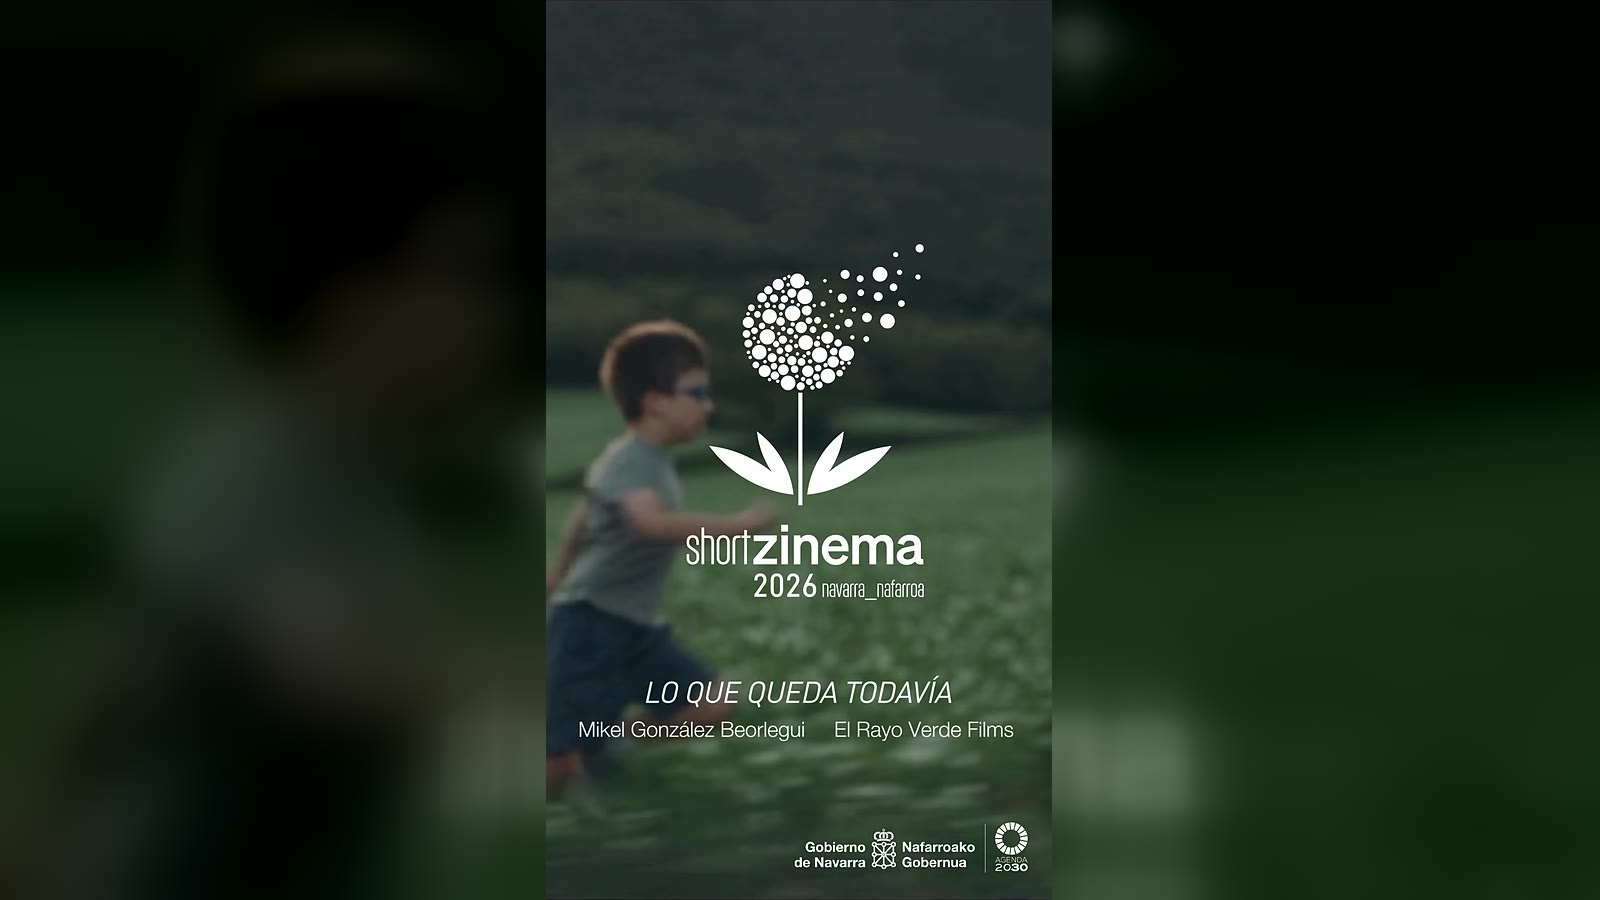 shortzinema
2026 navarra_nafarroa
LO QUE QUEDA TODAVÍA
Mikel González Beorlegui El Rayo Verde Films
Gobierno de Navarra
Nafarroako Gobernua
AGENDA
2030